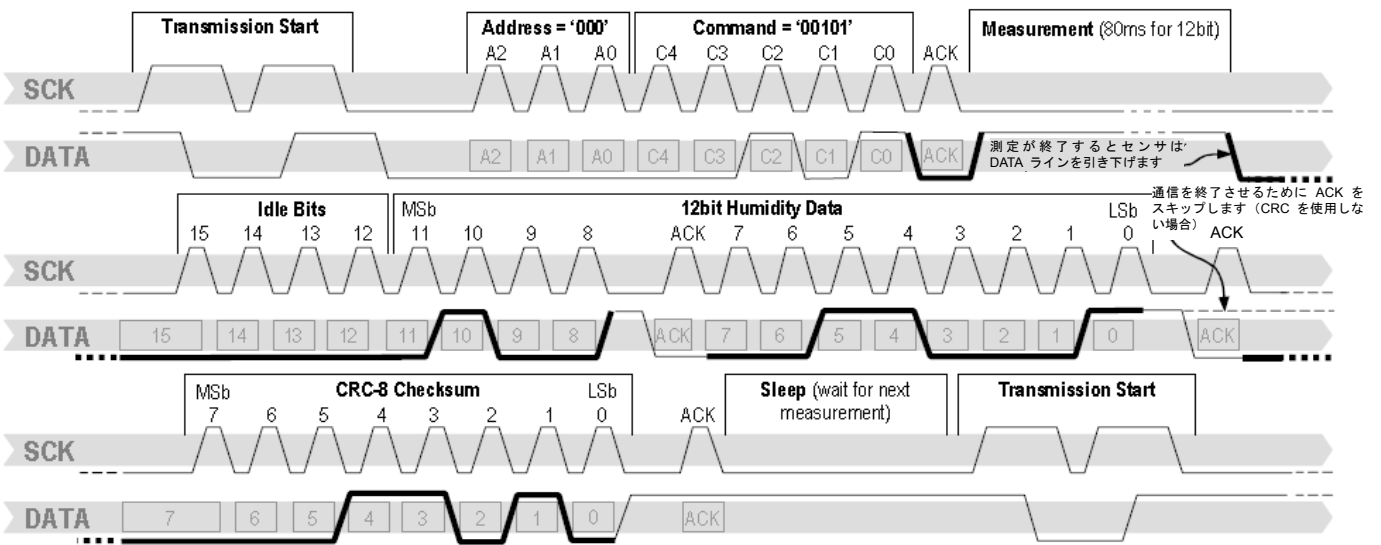 Transmission Start
Address = ‘000’
Command = ‘00101’
Measurement (80ms for 12bit)
A2 A1 A0 C4 C3 C2 C1 C0 ACK
SCK
DATA
A2 A1 A0 C4 C3 C2 C1 C0 ACK
測定が終了するとセンサは
DATA ラインを引き下げます
通信を終了させるために ACK を
スキップします（CRC を使用しな
い場合）
Idle Bits
MSb
12bit Humidity Data
LSb
15 14 13 12 11 10 9 8 ACK 7 6 5 4 3 2 1 0 ACK
SCK
DATA
15 14 13 12 11 10 9 8 ACK 7 6 5 4 3 2 1 0 ACK
MSb
CRC-8 Checksum
LSb
Sleep (wait for next
measurement)
Transmission Start
7 6 5 4 3 2 1 0 ACK
SCK
DATA
7 6 5 4 3 2 1 0 ACK